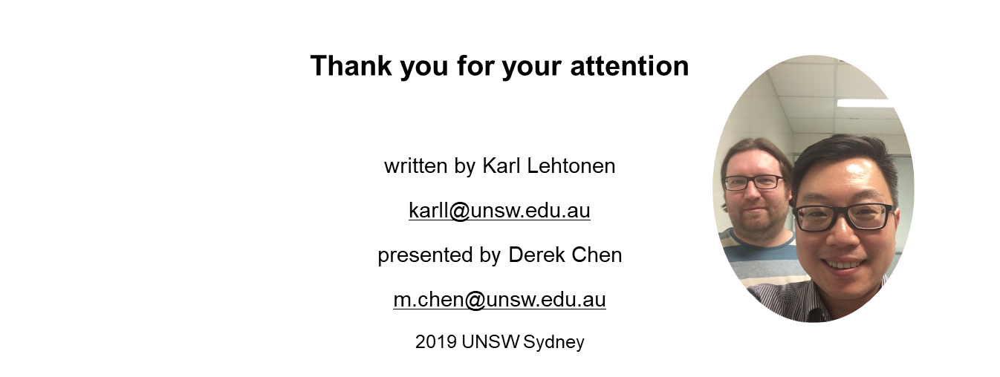 Thank you for your attention
written by Karl Lehtonen
karll@unsw.edu.au
presented by Derek Chen
m.chen@unsw.edu.au
2019 UNSW Sydney